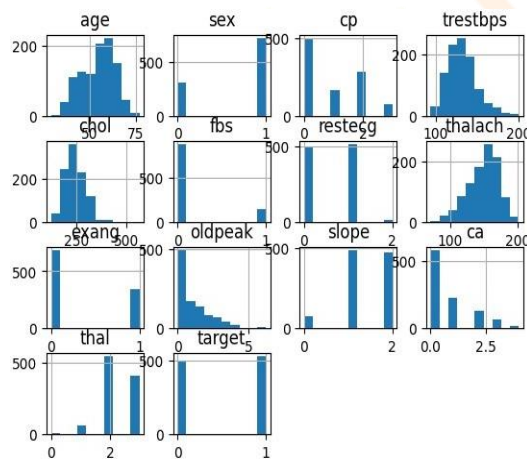 age sex cp trestbps
200 100 0 50 75
500 0 0 1
500 0 0 2
200 0 100 200
chol fbs restecg thalach
200 0 250 500
500 0 0 1
500 0 0 1 2
200 0 100 200
exang oldpeak slope ca
500 0 0 1
500 0 0 5
500 0 0 2
500 0 0.0 2.5
thal target
500 0 0 2
500 0 0 1